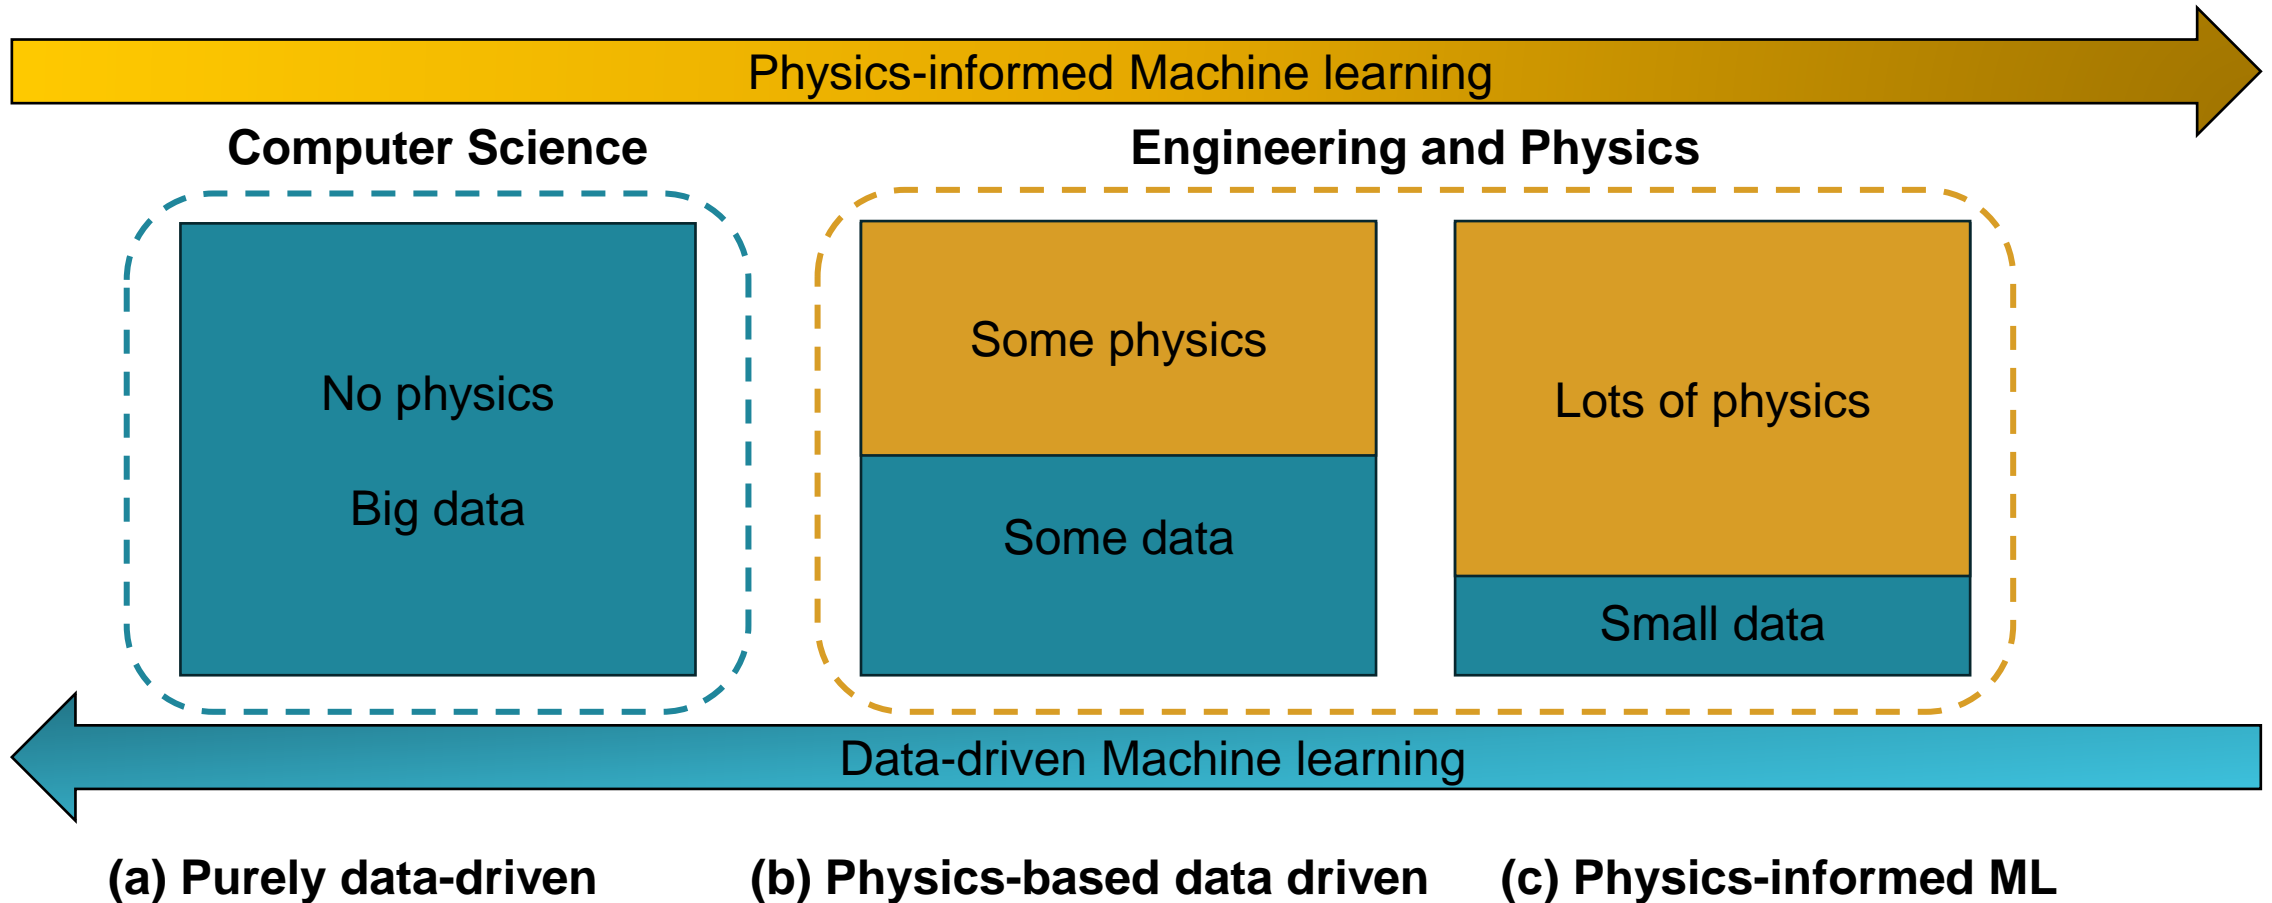 Physics-informed Machine learning
Computer Science
Engineering and Physics
No physics
Big data
Some physics
Some data
Lots of physics
Small data
Data-driven Machine learning
(a) Purely data-driven
(b) Physics-based data driven
(c) Physics-informed ML